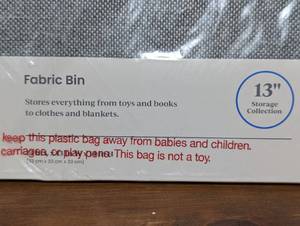 Fabric Bin
Stores everything from toys and books
to clothes and blankets.
13"
Storage
Collection
keep this plastic bag away from babies and children.
carriages, or play pens. This bag is not a toy.